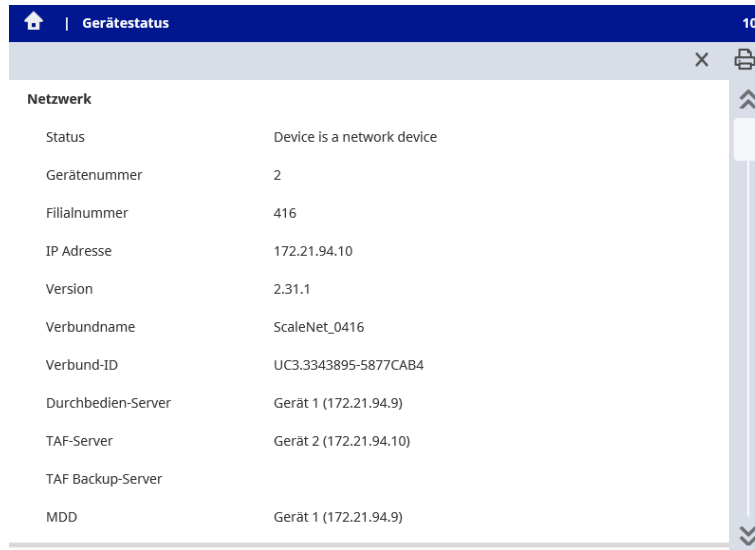 | Gerätestatus 10
Netzwerk
Status Device is a network device
Gerätenummer 2
Filialnummer 416
IP Adresse 172.21.94.10
Version 2.31.1
Verbundname ScaleNet_0416
Verbund-ID UC3.3343895-5877CAB4
Durchbedien-Server Gerät 1 (172.21.94.9)
TAF-Server Gerät 2 (172.21.94.10)
TAF Backup-Server
MDD Gerät 1 (172.21.94.9)